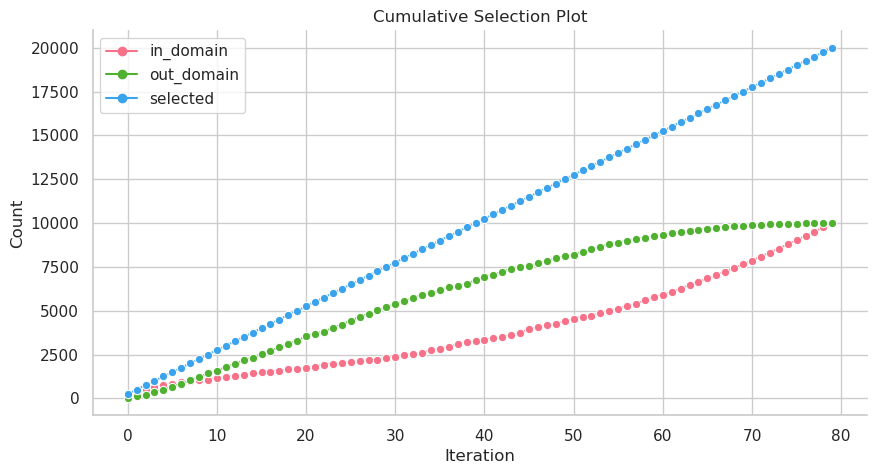 Cumulative Selection Plot
in_domain
out_domain
selected
Count
20000
17500
15000
12500
10000
7500
5000
2500
0
0 10 20 30 40 50 60 70 80
Iteration